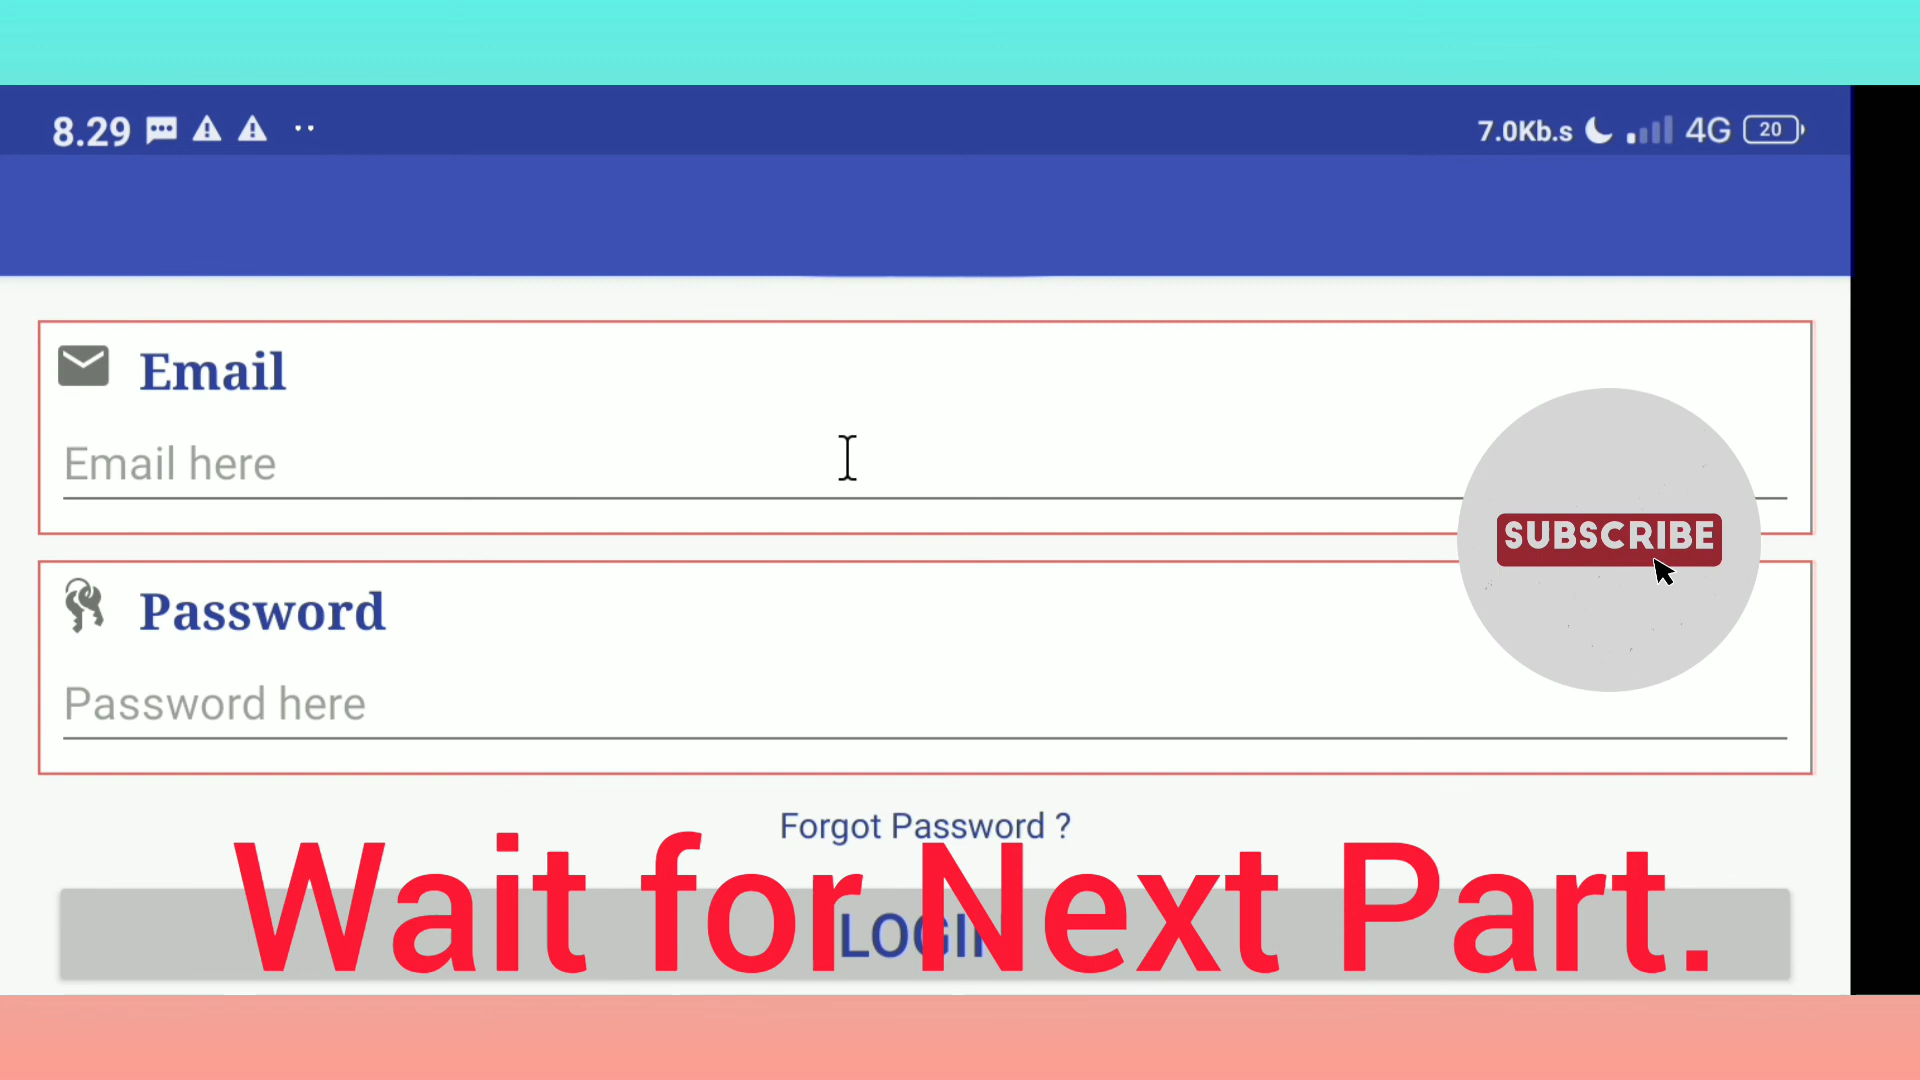 8.29 7.0Kb.s 4G 20
Email
Email here
SUBSCRIBE
Password
Password here
Forgot Password ?
LOGIN
Wait for Next Part.